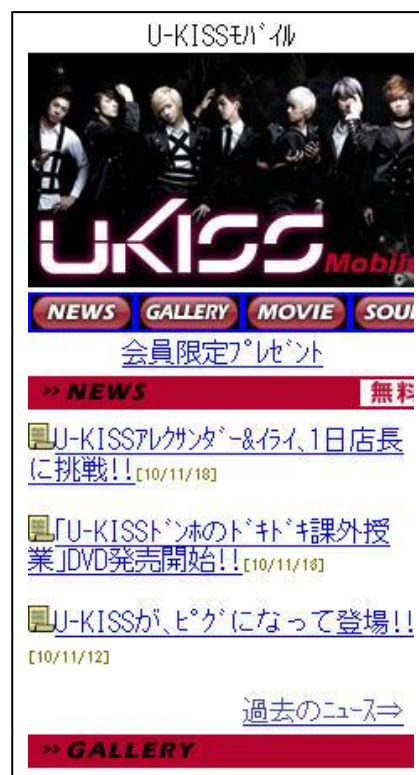 U-KISSﾓﾊﾞｲﾙ
UKISS
Mobile
NEWS GALLERY MOVIE SOU
会員限定ﾌﾟﾚｾﾞﾝﾄ
>> NEWS 無料
U-KISSｱﾚｸｻﾝﾀﾞｰ&ｲﾗｲ､1日店長
に挑戦!![10/11/18]
｢U-KISSﾄﾞﾝﾎのﾄﾞｷﾄﾞｷ課外授
業｣DVD発売開始!![10/11/16]
U-KISSが､ﾋﾟｸﾞになって登場!!
[10/11/12]
過去のﾆｭｰｽ⇒
>> GALLERY